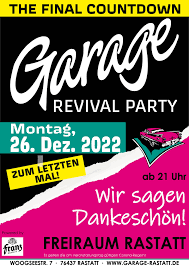 THE FINAL COUNTDOWN
Garage
REVIVAL PARTY
Montag,
26. Dez. 2022
ZUM LETZTEN
MAL!
ab 21 Uhr
Wir sagen
Dankeschön!
franz
FREIRAUM RASTATT
WOOGSEESTR. 7 · 76437 RASTATT · WWW.GARAGE-RASTATT.DE